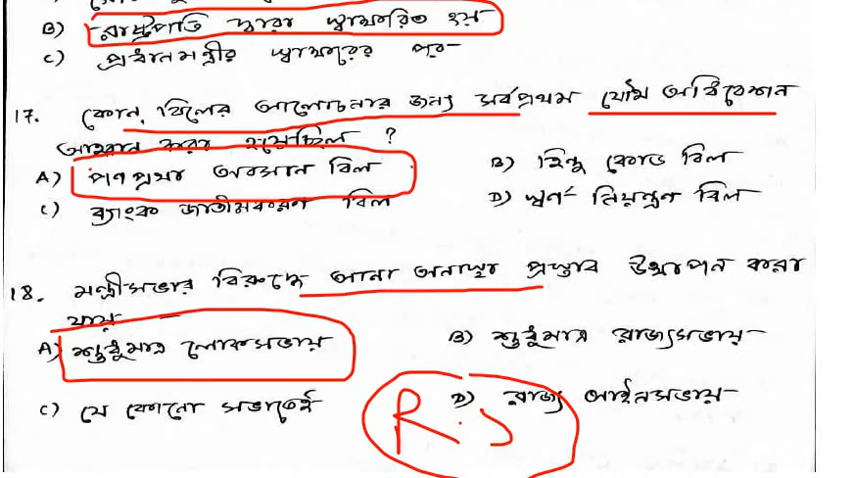 B) রাষ্ট্রপতি দ্বারা স্বাক্ষরিত হয়
C) প্রধানমন্ত্রীর স্বাক্ষরের পর
17. কোন্ বিলের আলোচনার জন্য সর্বপ্রথম যৌথ অধিবেশন
আহ্বান করা হয়েছিল ?
A) পণপ্রথা অবসান বিল B) হিন্দু কোড বিল
C) ব্যাংক জাতীয়করণ বিল D) স্বর্ণ নিয়ন্ত্রণ বিল
18. মন্ত্রীসভার বিরুদ্ধে আনা অনাস্থা প্রস্তাব উত্থাপন করা
যায় —
A) শুধুমাত্র লোকসভায় B) শুধুমাত্র রাজ্যসভায়
C) যে কোনো সভাতেই D) রাজ্য আইনসভায়
R.S